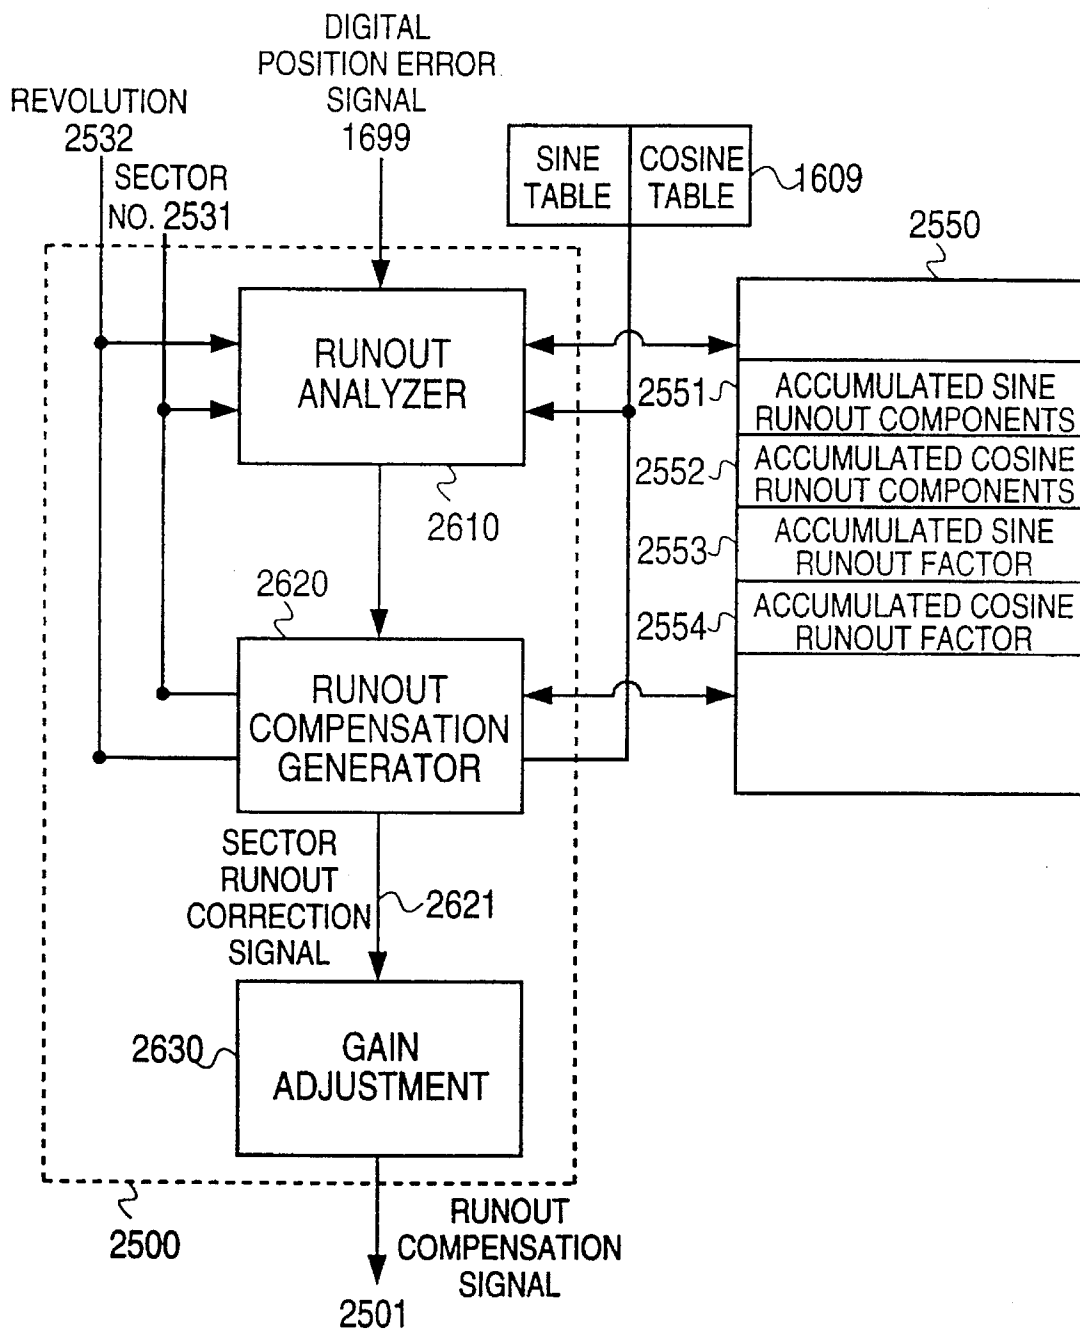 DIGITAL
POSITION ERROR
SIGNAL
1699
REVOLUTION
2532
SECTOR
NO. 2531
SINE
TABLE
COSINE
TABLE
1609
2550
RUNOUT
ANALYZER
2610
2551
ACCUMULATED SINE
RUNOUT COMPONENTS
2552
ACCUMULATED COSINE
RUNOUT COMPONENTS
2553
ACCUMULATED SINE
RUNOUT FACTOR
2554
ACCUMULATED COSINE
RUNOUT FACTOR
2620
RUNOUT
COMPENSATION
GENERATOR
SECTOR
RUNOUT
CORRECTION
SIGNAL
2621
2630
GAIN
ADJUSTMENT
2500
RUNOUT
COMPENSATION
SIGNAL
2501